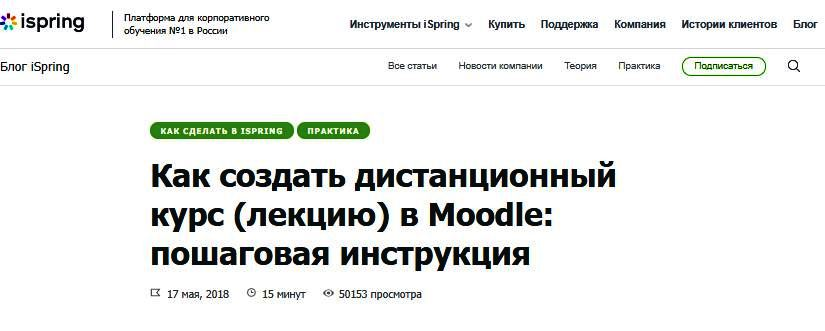 ispring
Платформа для корпоративного
обучения №1 в России
Инструменты iSpring Купить Поддержка Компания Истории клиентов Блог
Блог iSpring
Все статьи Новости компании Теория Практика Подписаться
КАК СДЕЛАТЬ В ISPRING ПРАКТИКА
Как создать дистанционный
курс (лекцию) в Moodle:
пошаговая инструкция
17 мая, 2018 15 минут 50153 просмотра